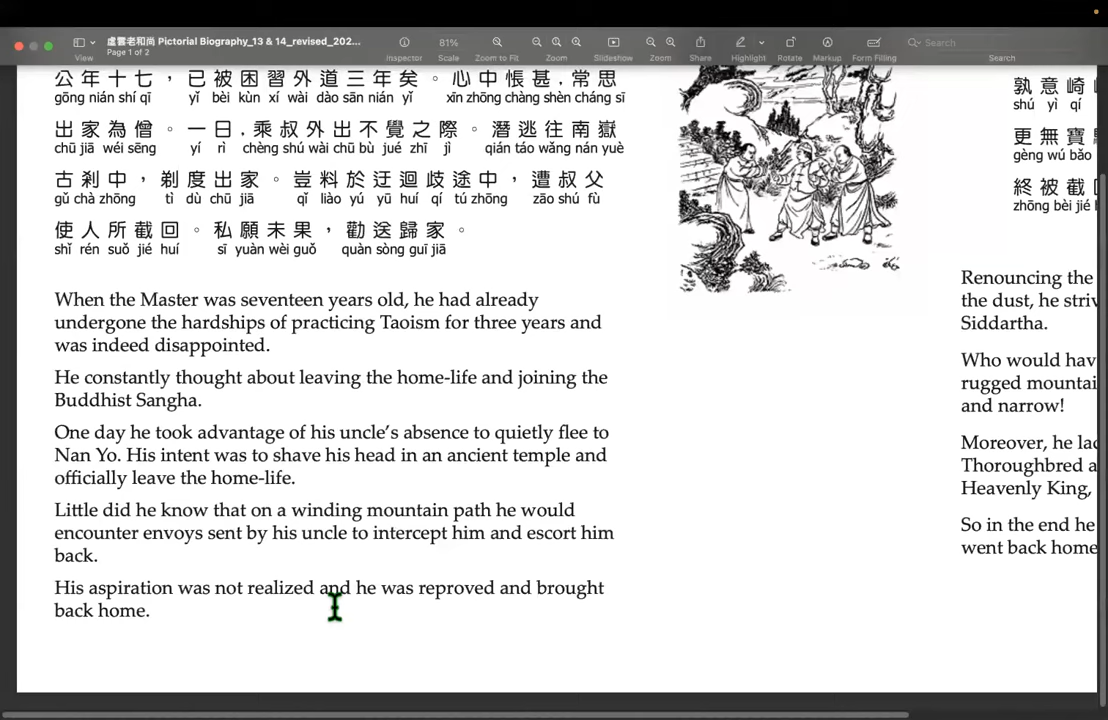 虛雲老和尚 Pictorial Biography_13 & 14_revised_202...
Page 1 of 2
View
Inspector
81%
Scale
Zoom to Fit
Zoom
Slideshow
Zoom
Share
Highlight
Rotate
Markup
Form Filling
Search
Search
公年十七，已被困習外道三年矣。心中悵甚.常思
gōng nián shí qī yǐ bèi kùn xí wài dào sān nián yǐ xīn zhōng chàng shèn cháng sī
出家為僧。一日.乘叔外出不覺之際。潛逃往南嶽
chū jiā wéi sēng yí rì chèng shú wài chū bù jué zhī jì qián táo wǎng nán yuè
古剎中，剃度出家。豈料於迂迴歧途中，遭叔父
gǔ chà zhōng tì dù chū jiā qǐ liào yú yū huí qí tú zhōng zāo shú fù
使人所截回。私願未果，勸送歸家。
shǐ rén suǒ jié huí sī yuàn wèi guǒ quàn sòng guī jiā
When the Master was seventeen years old, he had already
undergone the hardships of practicing Taoism for three years and
was indeed disappointed.
He constantly thought about leaving the home-life and joining the
Buddhist Sangha.
One day he took advantage of his uncle's absence to quietly flee to
Nan Yo. His intent was to shave his head in an ancient temple and
officially leave the home-life.
Little did he know that on a winding mountain path he would
encounter envoys sent by his uncle to intercept him and escort him
back.
His aspiration was not realized and he was reproved and brought
back home.
孰意崎
shú yì qí
更無寶
gèng wú bǎo
終被截
zhōng bèi jié
Renouncing the
the dust, he striv
Siddartha.
Who would hav
rugged mountai
and narrow!
Moreover, he lac
Thoroughbred a
Heavenly King,
So in the end he
went back home